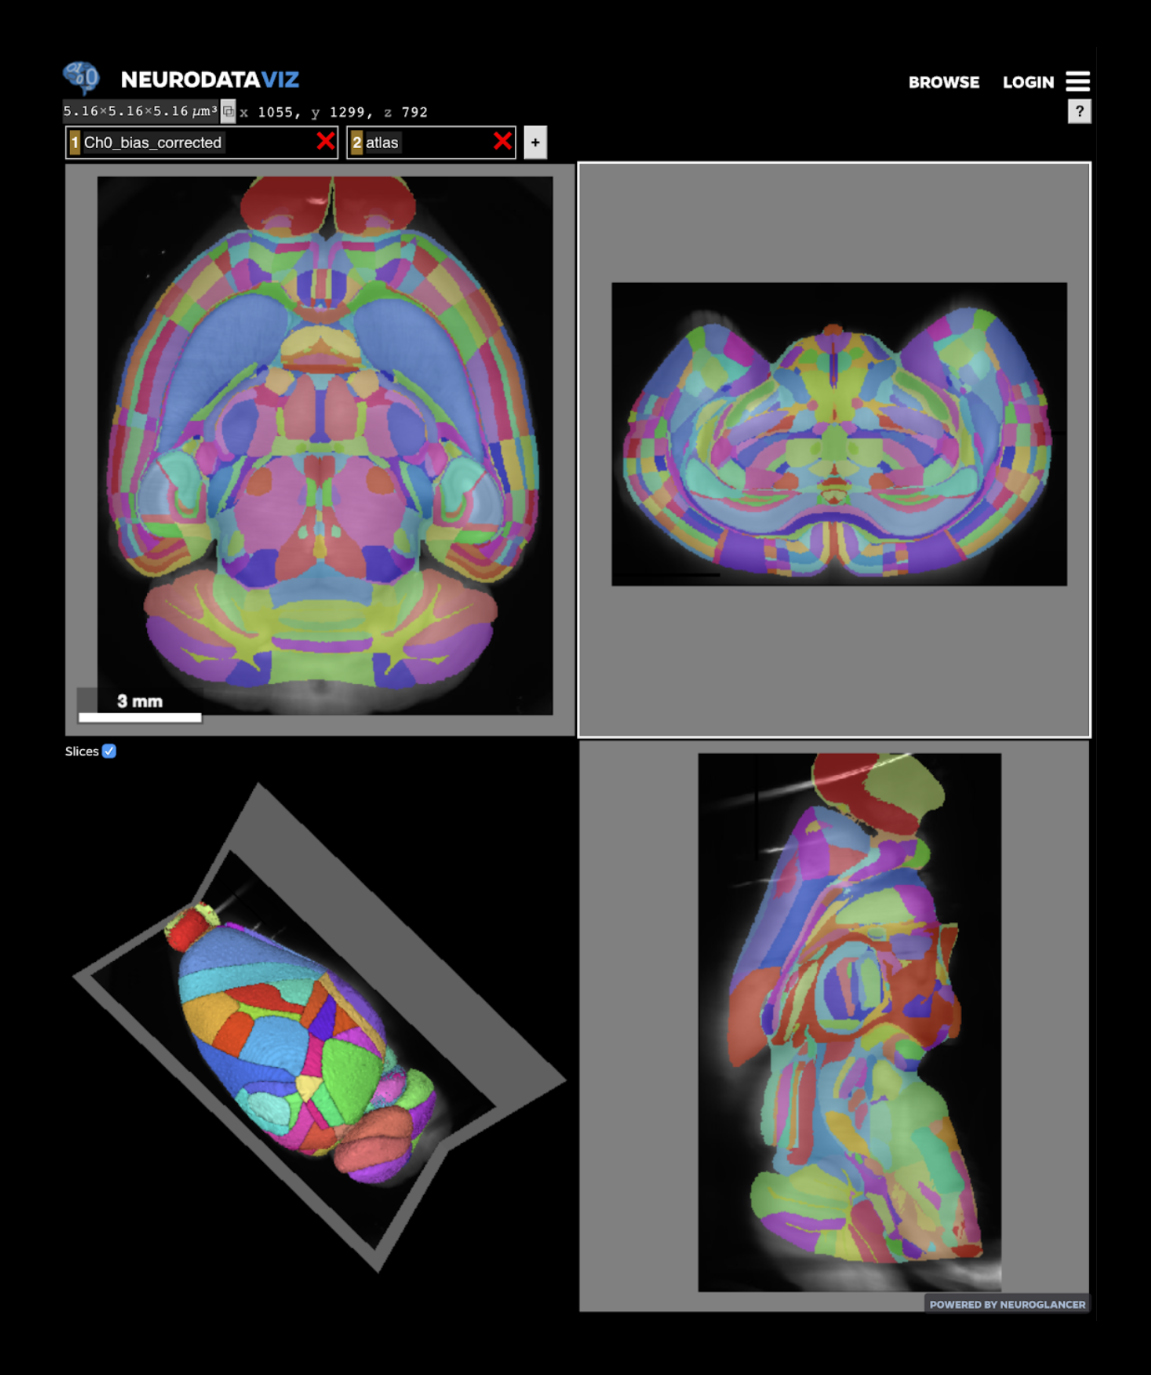 NEURODATAVIZ
BROWSE LOGIN
5.16×5.16×5.16 µm³ x 1055, y 1299, z 792
?
1 Ch0_bias_corrected 2 atlas +
3 mm
Slices
POWERED BY NEUROGLANCER